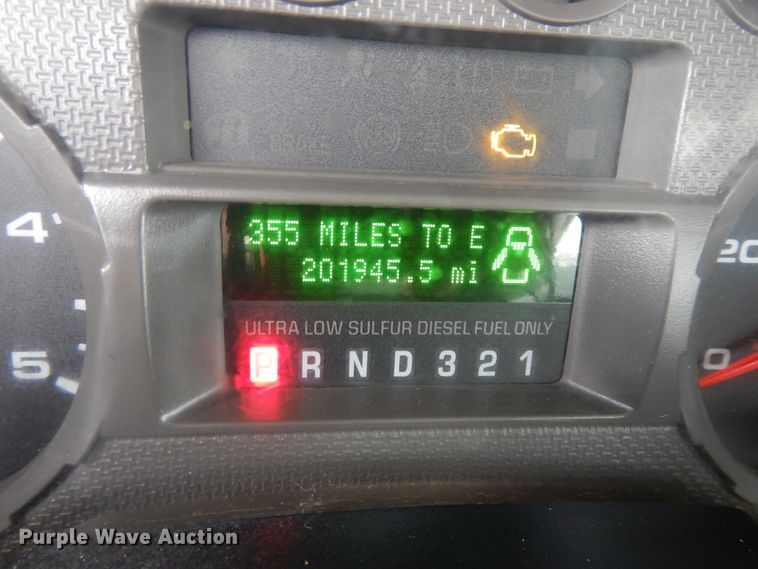 .355 MILES TO E
201945.5 mi
4
20
ULTRA LOW SULFUR DIESEL FUEL ONLY
P R N D 3 2 1
5
0
Purple Wave Auction®